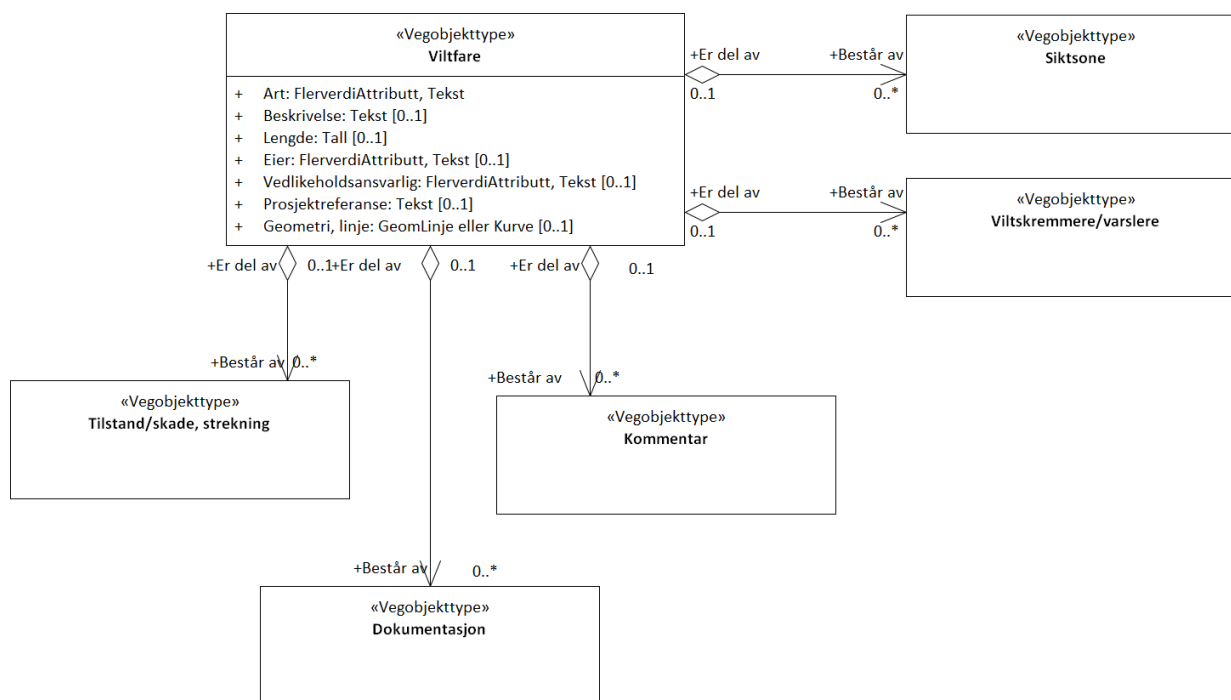 «Vegobjekttype»
Viltfare
+ Art: FlerverdiAttributt, Tekst
+ Beskrivelse: Tekst [0..1]
+ Lengde: Tall [0..1]
+ Eier: FlerverdiAttributt, Tekst [0..1]
+ Vedlikeholdsansvarlig: FlerverdiAttributt, Tekst [0..1]
+ Prosjektreferanse: Tekst [0..1]
+ Geometri, linje: GeomLinje eller Kurve [0..1]
+Er del av +Består av
0..1 0..*
«Vegobjekttype»
Siktsone
+Er del av +Består av
0..1 0..*
«Vegobjekttype»
Viltskremmere/varslere
+Er del av 0..1 +Er del av 0..1 +Er del av 0..1
+Består av 0..*
«Vegobjekttype»
Tilstand/skade, strekning
+Består av 0..*
«Vegobjekttype»
Kommentar
+Består av 0..*
«Vegobjekttype»
Dokumentasjon